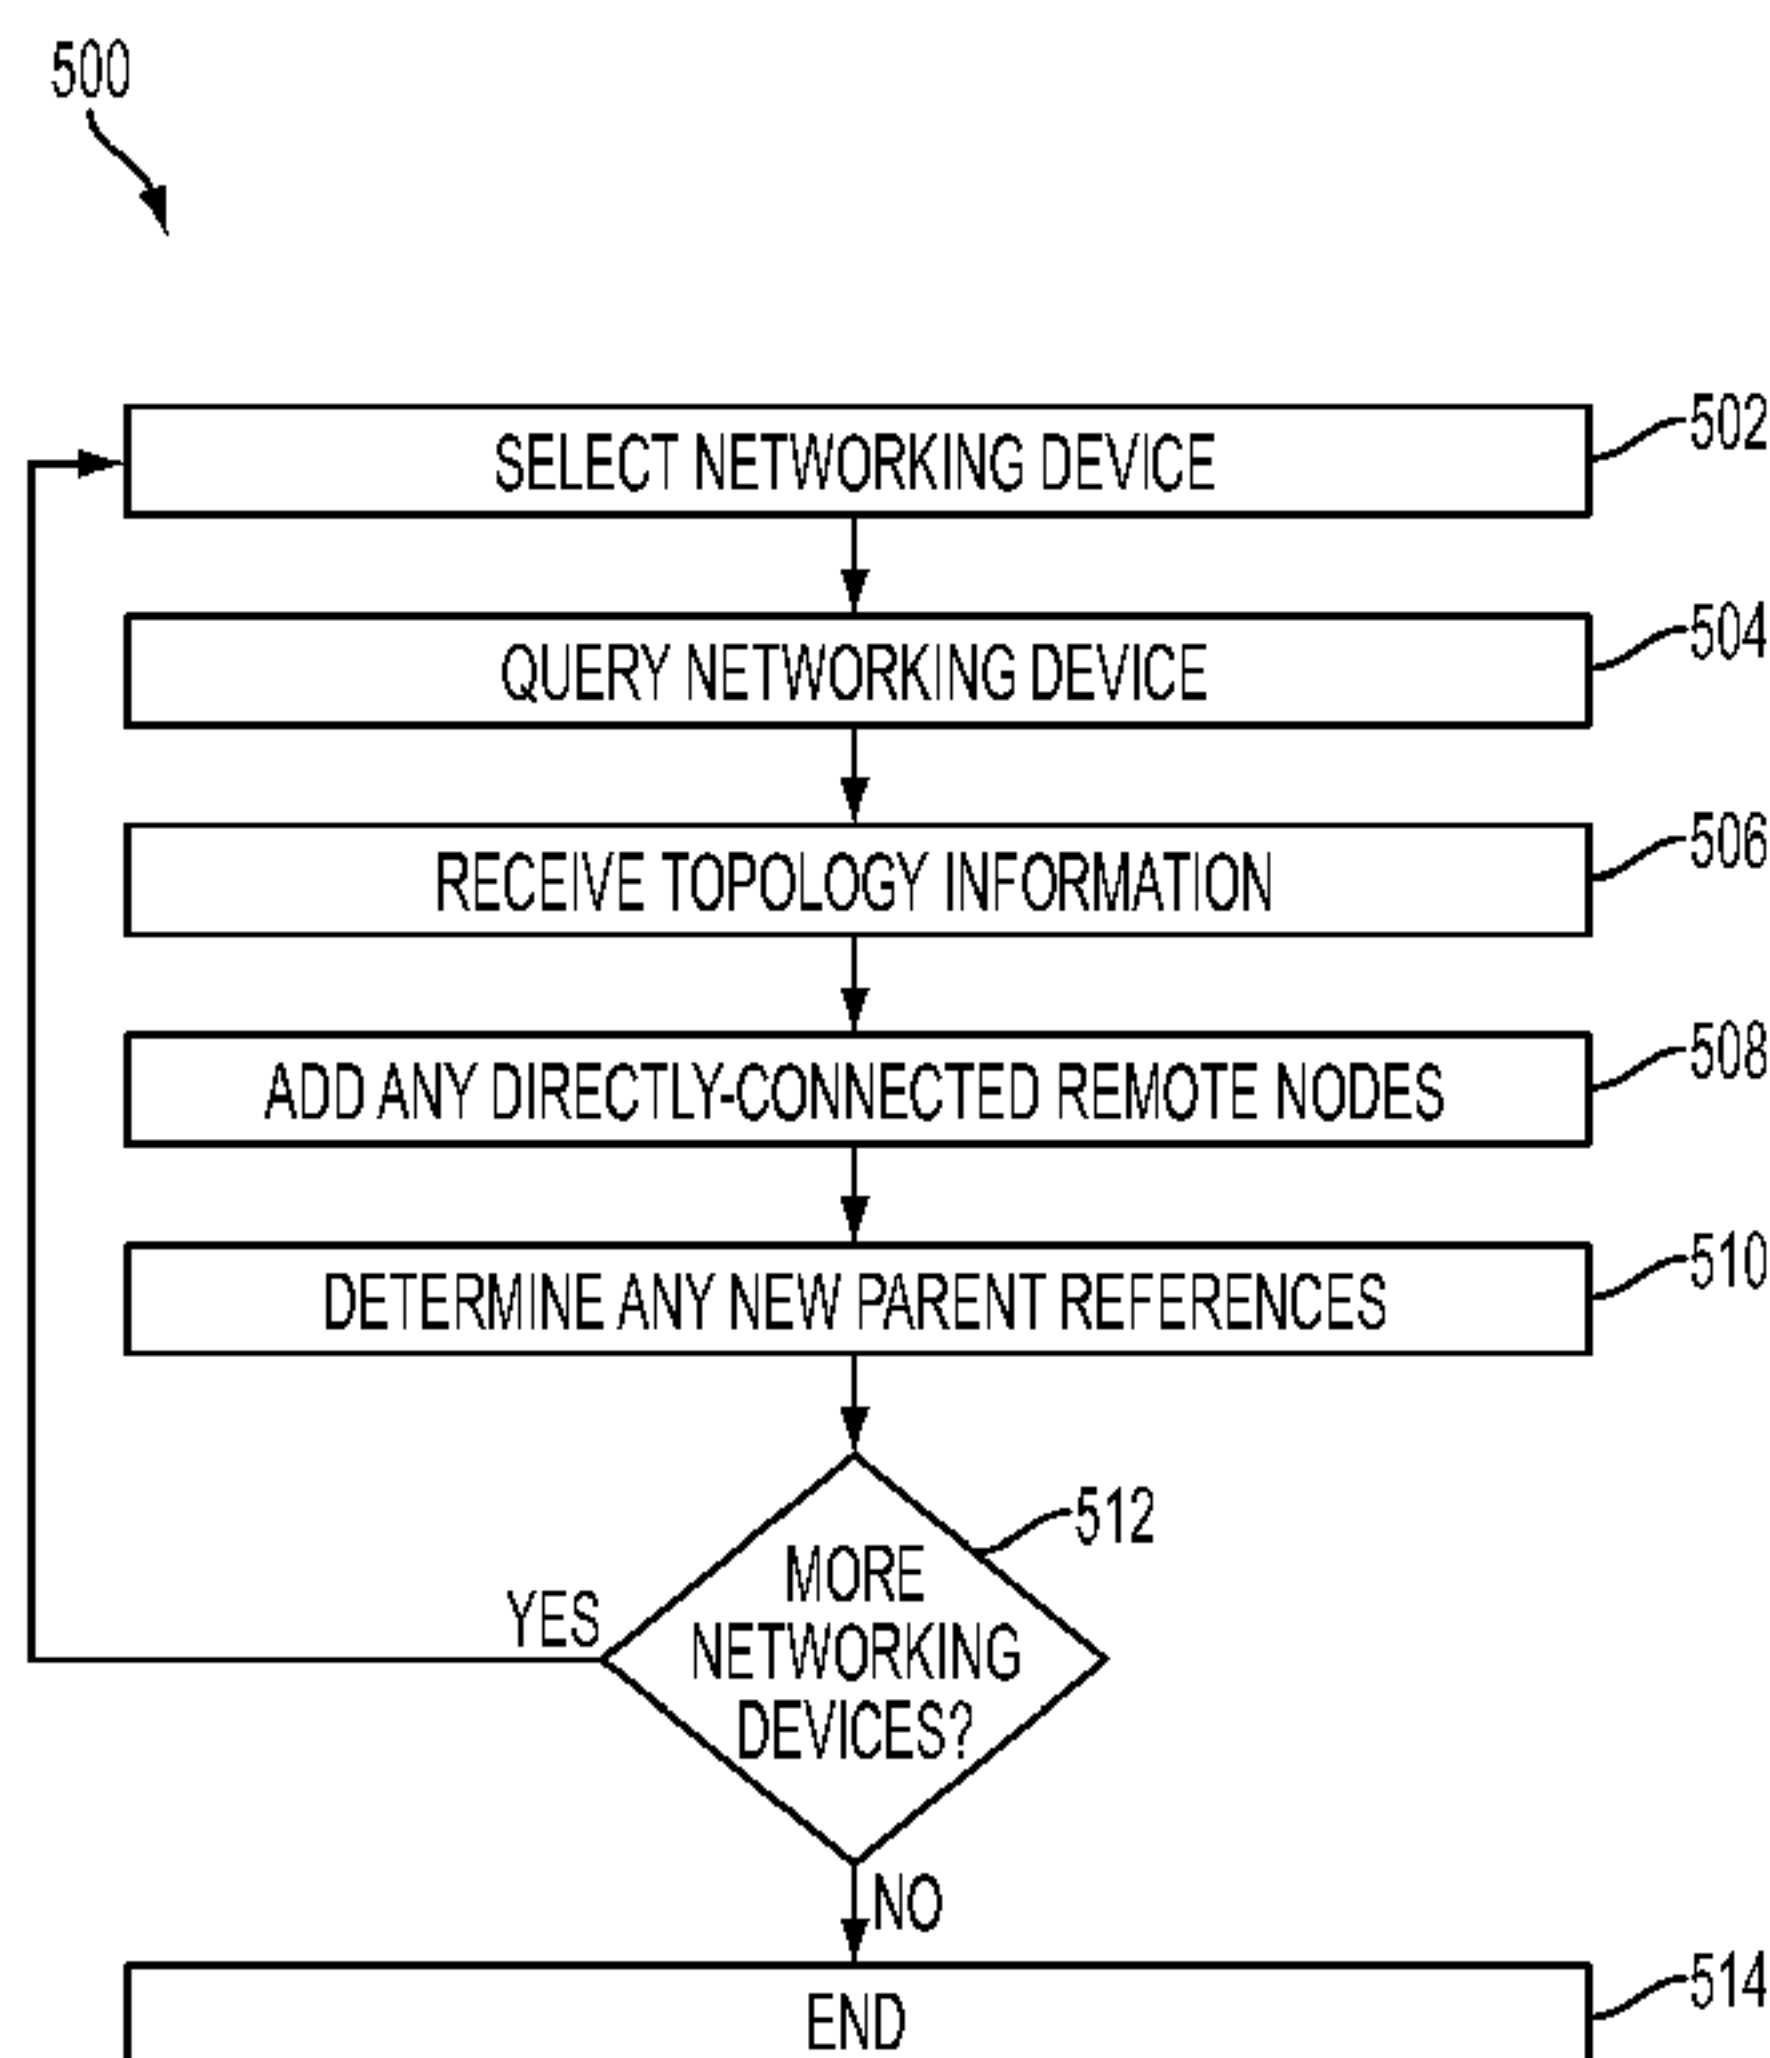 500
SELECT NETWORKING DEVICE
502
QUERY NETWORKING DEVICE
504
RECEIVE TOPOLOGY INFORMATION
506
ADD ANY DIRECTLY-CONNECTED REMOTE NODES
508
DETERMINE ANY NEW PARENT REFERENCES
510
512
MORE
NETWORKING
DEVICES?
YES
NO
END
514